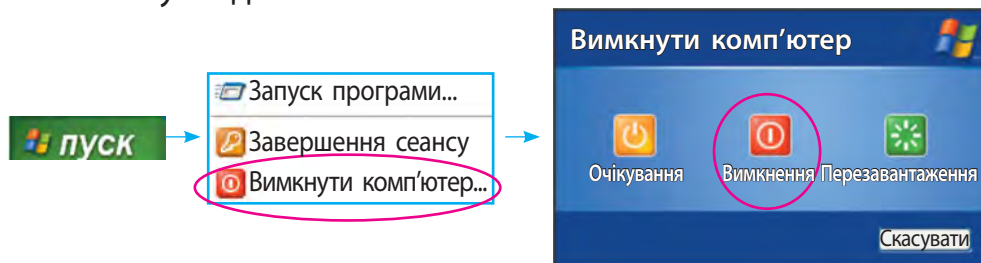 пуск
Запуск програми...
Завершення сеансу
Вимкнути комп'ютер...
Вимкнути комп'ютер
Очікування
Вимкнення
Перезавантаження
Скасувати